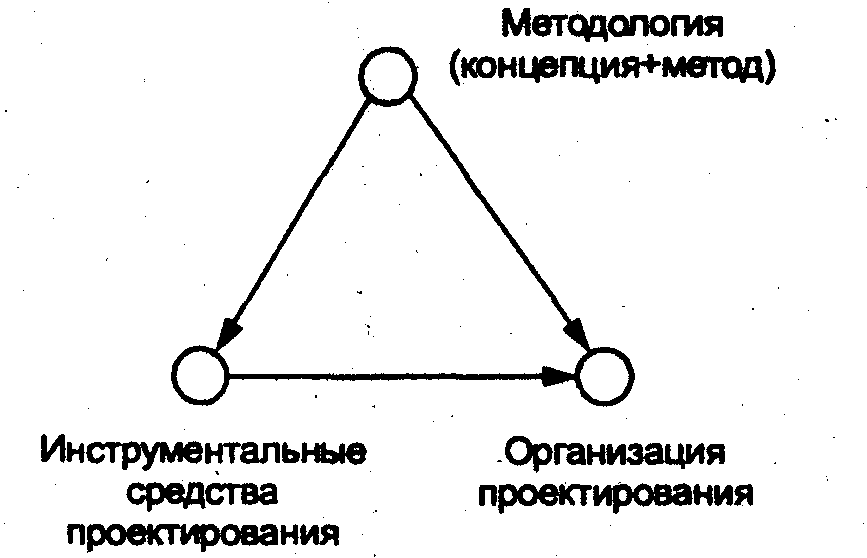 Методология
(концепция+метод)
Инструментальные
средства
проектирования
Организация
проектирования